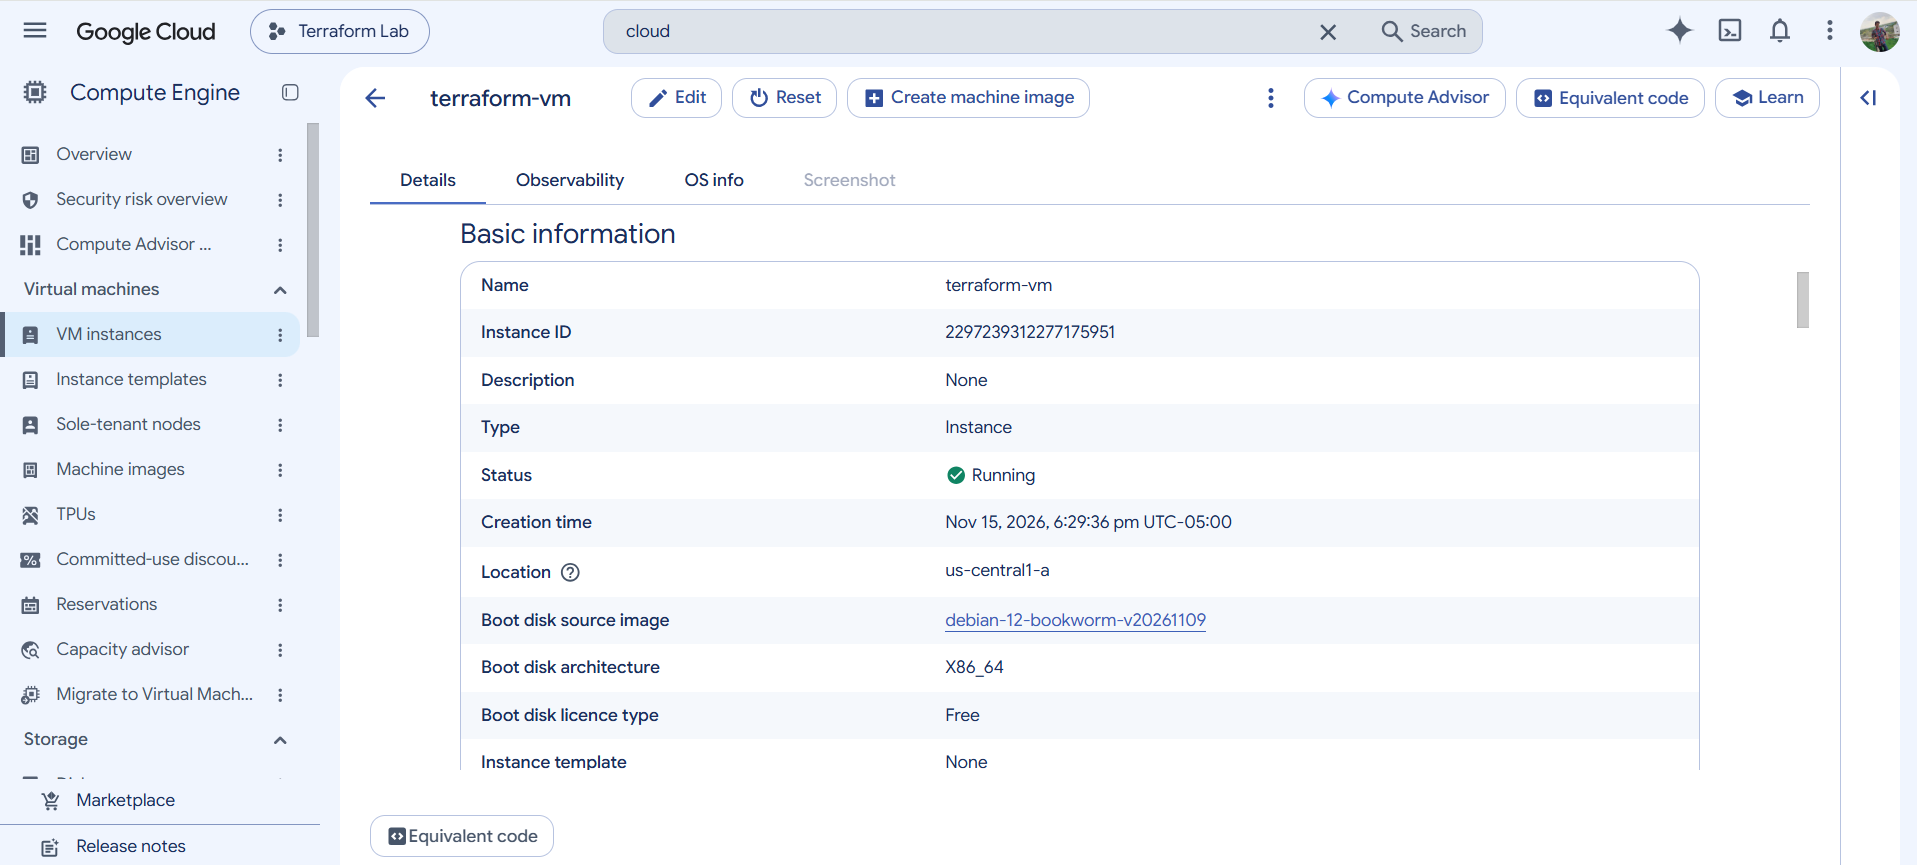 Google Cloud
Terraform Lab
cloud
Search
Compute Engine
Overview
Security risk overview
Compute Advisor ...
Virtual machines
VM instances
Instance templates
Sole-tenant nodes
Machine images
TPUs
Committed-use discou...
Reservations
Capacity advisor
Migrate to Virtual Mach...
Storage
Marketplace
Release notes
terraform-vm
Edit
Reset
Create machine image
Compute Advisor
Equivalent code
Learn
Details
Observability
OS info
Screenshot
Basic information
Name terraform-vm
Instance ID 2297239312277175951
Description None
Type Instance
Status Running
Creation time Nov 15, 2026, 6:29:36 pm UTC-05:00
Location us-central1-a
Boot disk source image debian-12-bookworm-v20261109
Boot disk architecture X86_64
Boot disk licence type Free
Instance template None
Equivalent code